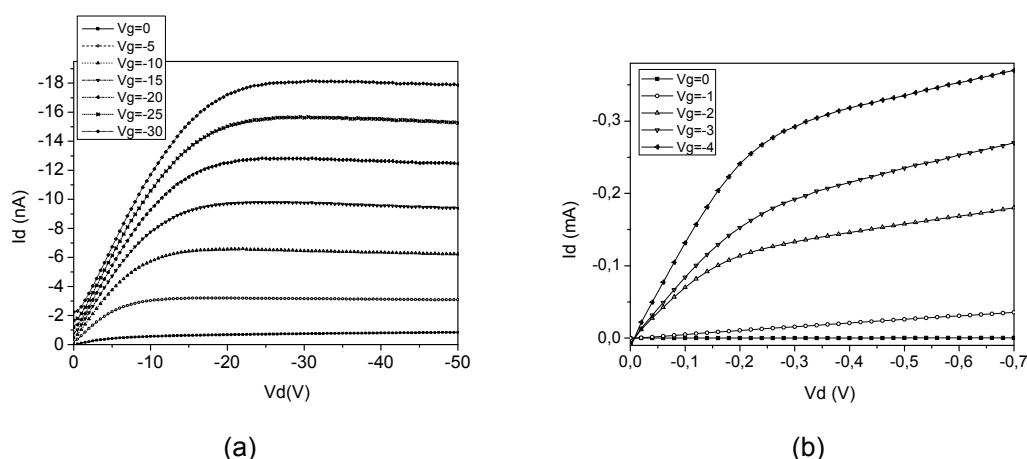 Vg=0
Vg=-5
Vg=-10
Vg=-15
Vg=-20
Vg=-25
Vg=-30
-18
-16
-14
-12
-10
-8
-6
-4
-2
0
Id (nA)
0
-10
-20
-30
-40
-50
Vd(V)
(a)
Vg=0
Vg=-1
Vg=-2
Vg=-3
Vg=-4
-0,3
-0,2
-0,1
0,0
Id (mA)
0,0
-0,1
-0,2
-0,3
-0,4
-0,5
-0,6
-0,7
Vd (V)
(b)